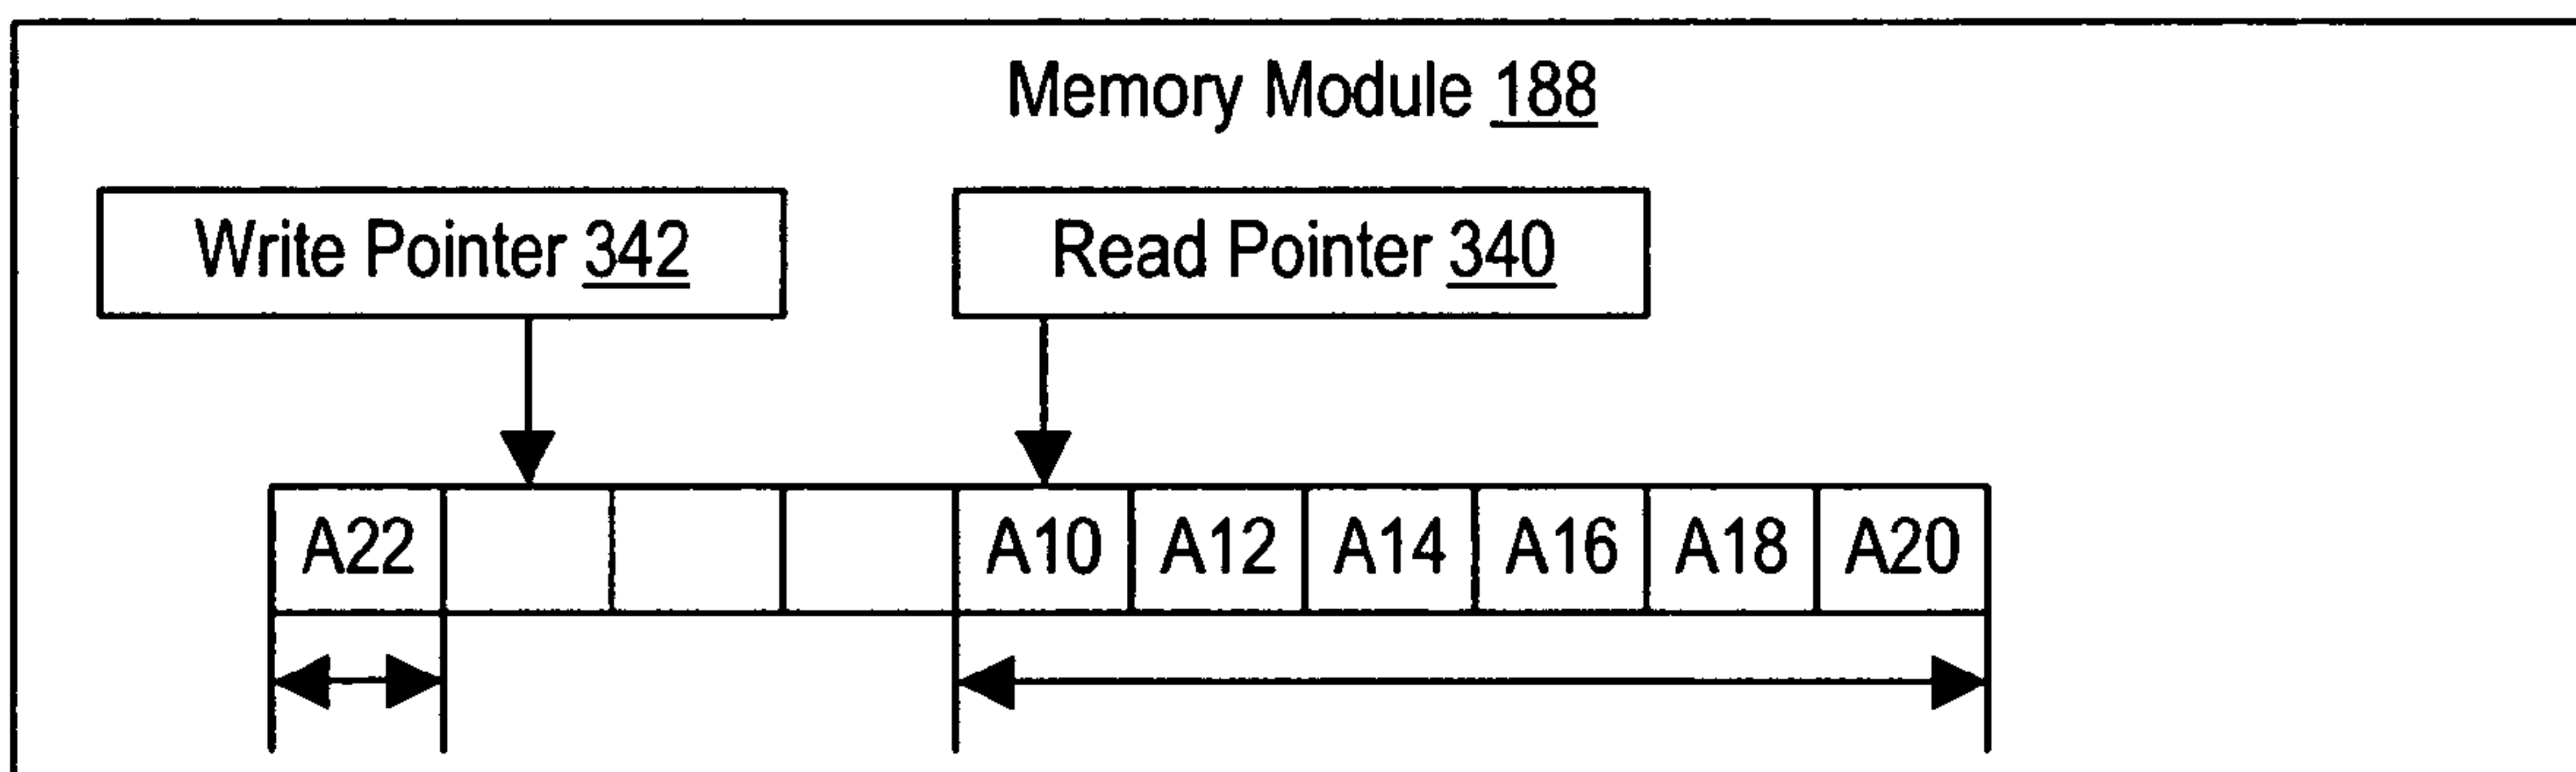 Memory Module 188
Write Pointer 342
Read Pointer 340
A22 A10 A12 A14 A16 A18 A20